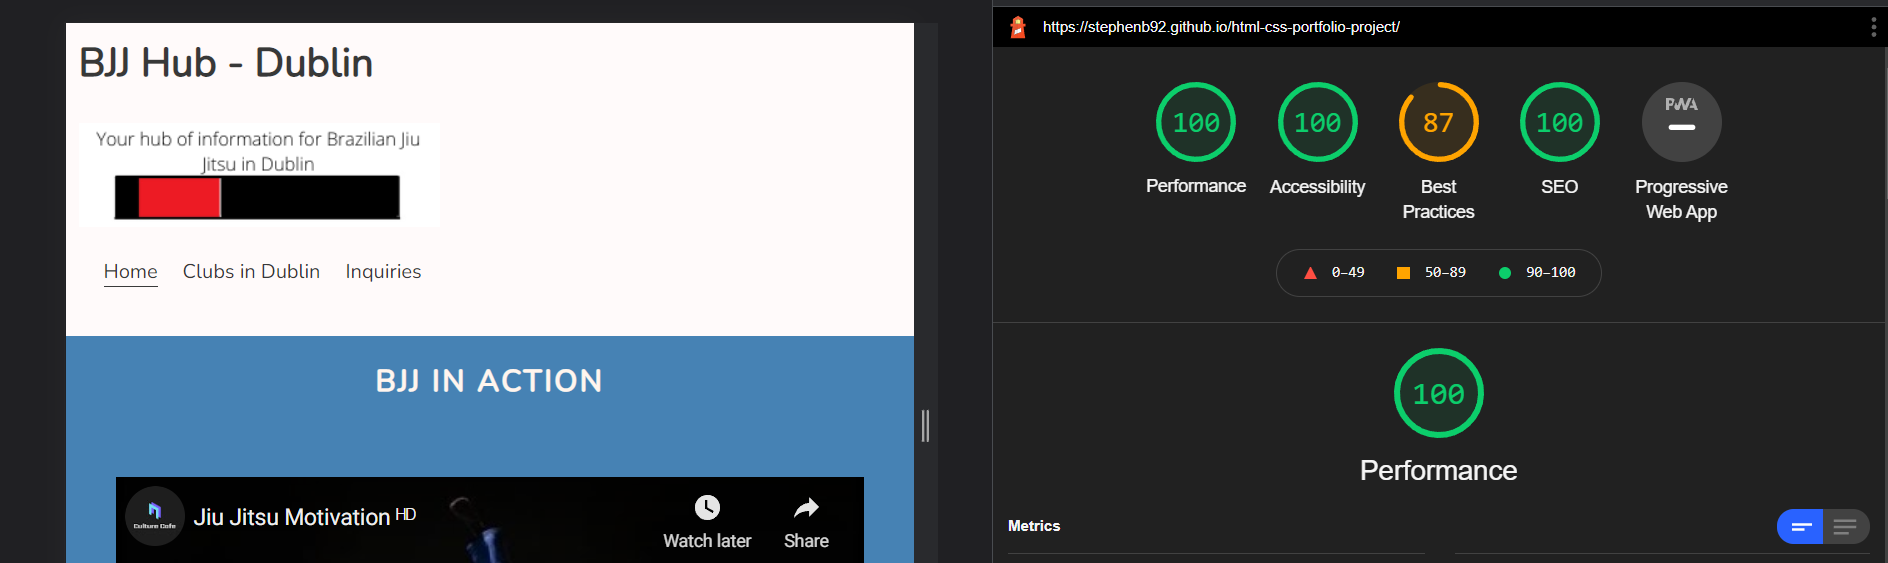 BJJ Hub - Dublin
Your hub of information for Brazilian Jiu
Jitsu in Dublin
Home Clubs in Dublin Inquiries
BJJ IN ACTION
Culture Cafe
Jiu Jitsu Motivation HD
Watch later
Share
https://stephenb92.github.io/html-css-portfolio-project/
100
Performance
100
Accessibility
87
Best
Practices
100
SEO
PWA
Progressive
Web App
0–49 50–89 90–100
100
Performance
Metrics